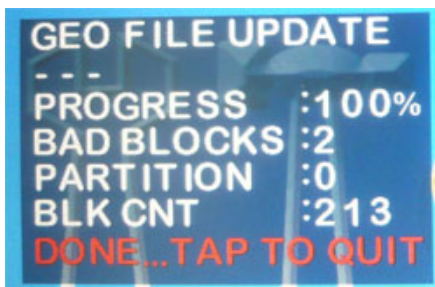 GEO FILE UPDATE
---
PROGRESS :100%
BAD BLOCKS :2
PARTITION :0
BLK CNT :213
DONE...TAP TO QUIT